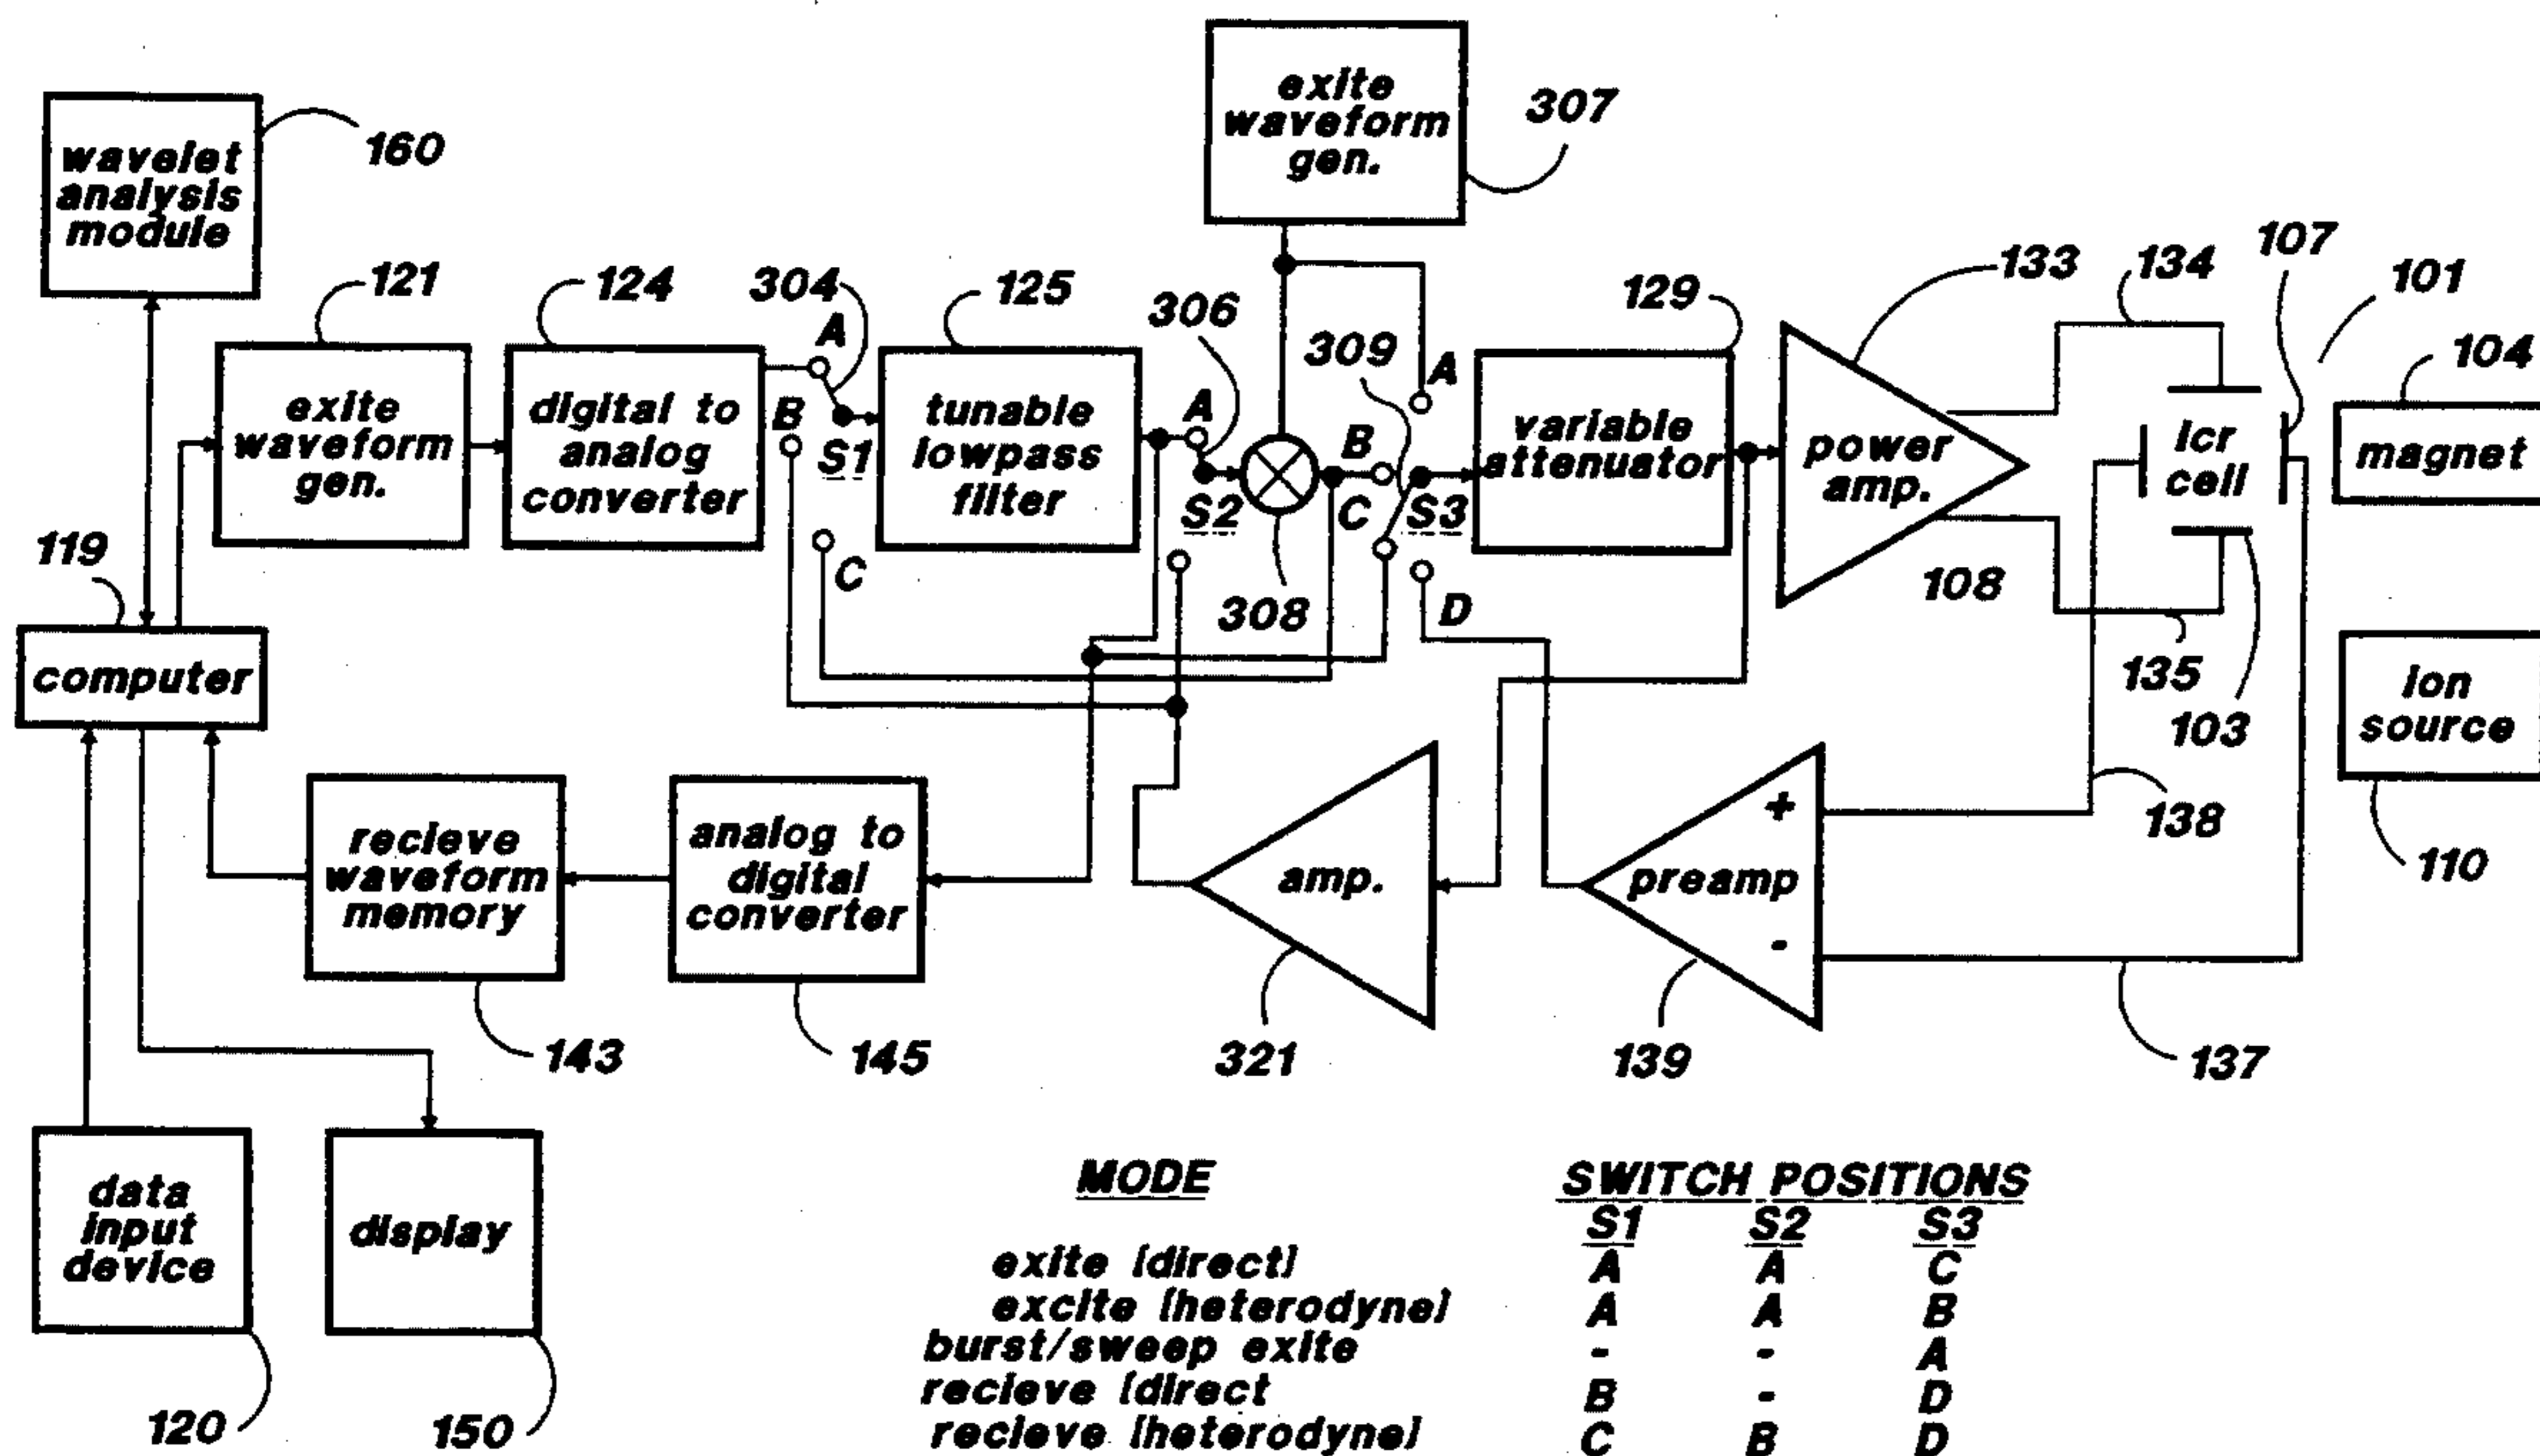 exite
waveform
gen.
307
wavelet
analysis
module
160
121
124
304
125
306
309
129
133
134
107
101
104
exite
waveform
gen.
digital to
analog
converter
A
B
C
S1
tunable
lowpass
filter
A
S2
308
A
B
C
S3
D
variable
attenuator
power
amp.
icr
cell
magnet
108
135
103
ion
source
110
119
computer
recieve
waveform
memory
143
analog to
digital
converter
145
amp.
321
preamp
+
-
139
138
137
data
input
device
120
display
150
MODE SWITCH POSITIONS
S1 S2 S3
exite [direct] A A C
excite [heterodyne] A A B
burst/sweep exite - - A
recieve [direct B - D
recieve [heterodyne] C B D